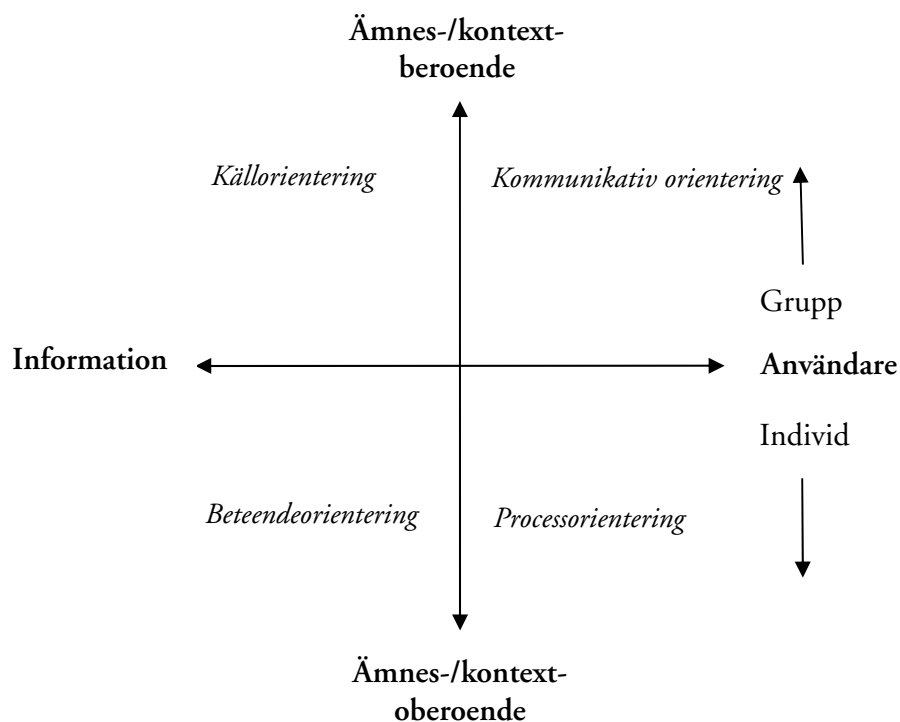 Ämnes-/kontext-
beroende
Källorientering
Kommunikativ orientering
Grupp
Information
Användare
Individ
Beteendeorientering
Processorientering
Ämnes-/kontext-
oberoende